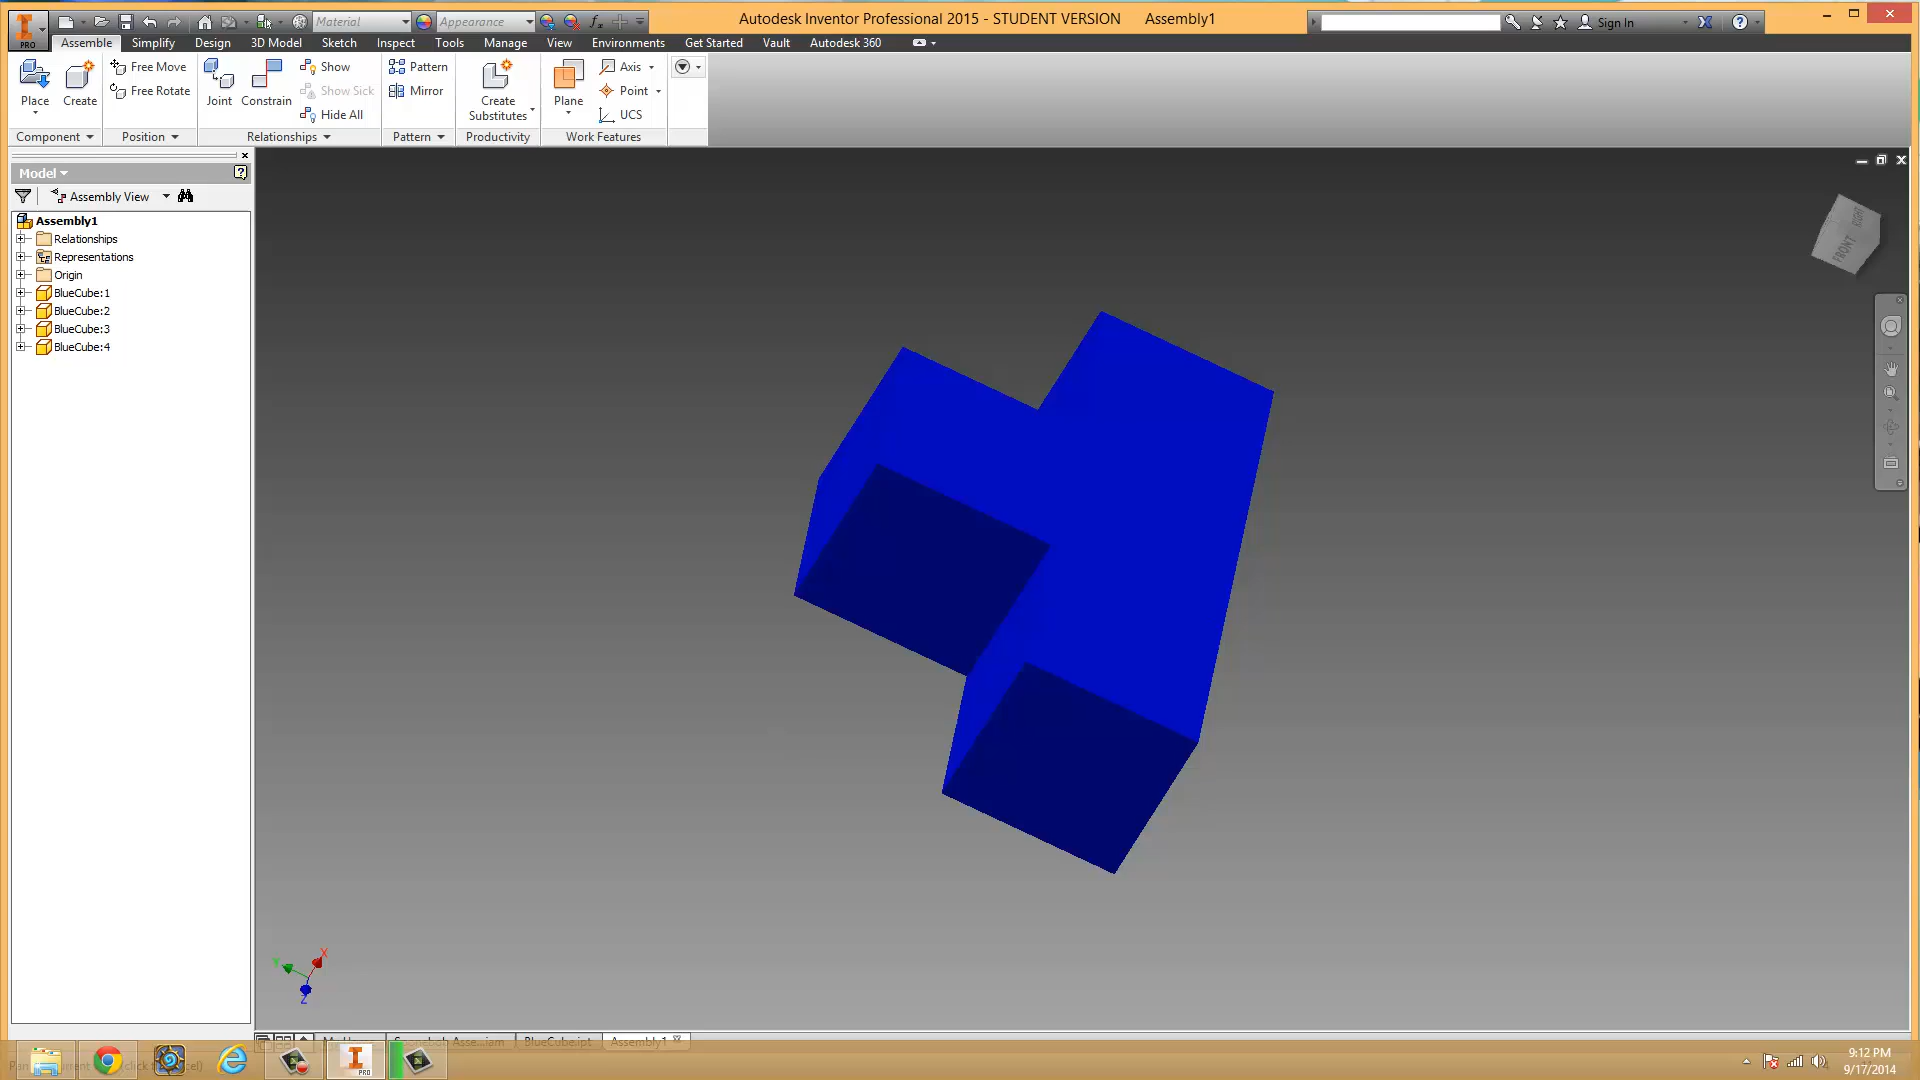 Material
Appearance
Autodesk Inventor Professional 2015 - STUDENT VERSION Assembly1
Sign In
PRO
Assemble Simplify Design 3D Model Sketch Inspect Tools Manage View Environments Get Started Vault Autodesk 360
Place
Create
Free Move
Free Rotate
Joint
Constrain
Show
Show Sick
Hide All
Pattern
Mirror
Create
Substitutes
Plane
Axis
Point
UCS
Component
Position
Relationships
Pattern
Productivity
Work Features
Model
Assembly View
Assembly1
Relationships
Representations
Origin
BlueCube:1
BlueCube:2
BlueCube:3
BlueCube:4
FRONT
RIGHT
X
Y
Z
BlueCube.ipt
Assembly1
PRO
9:12 PM
9/17/2014